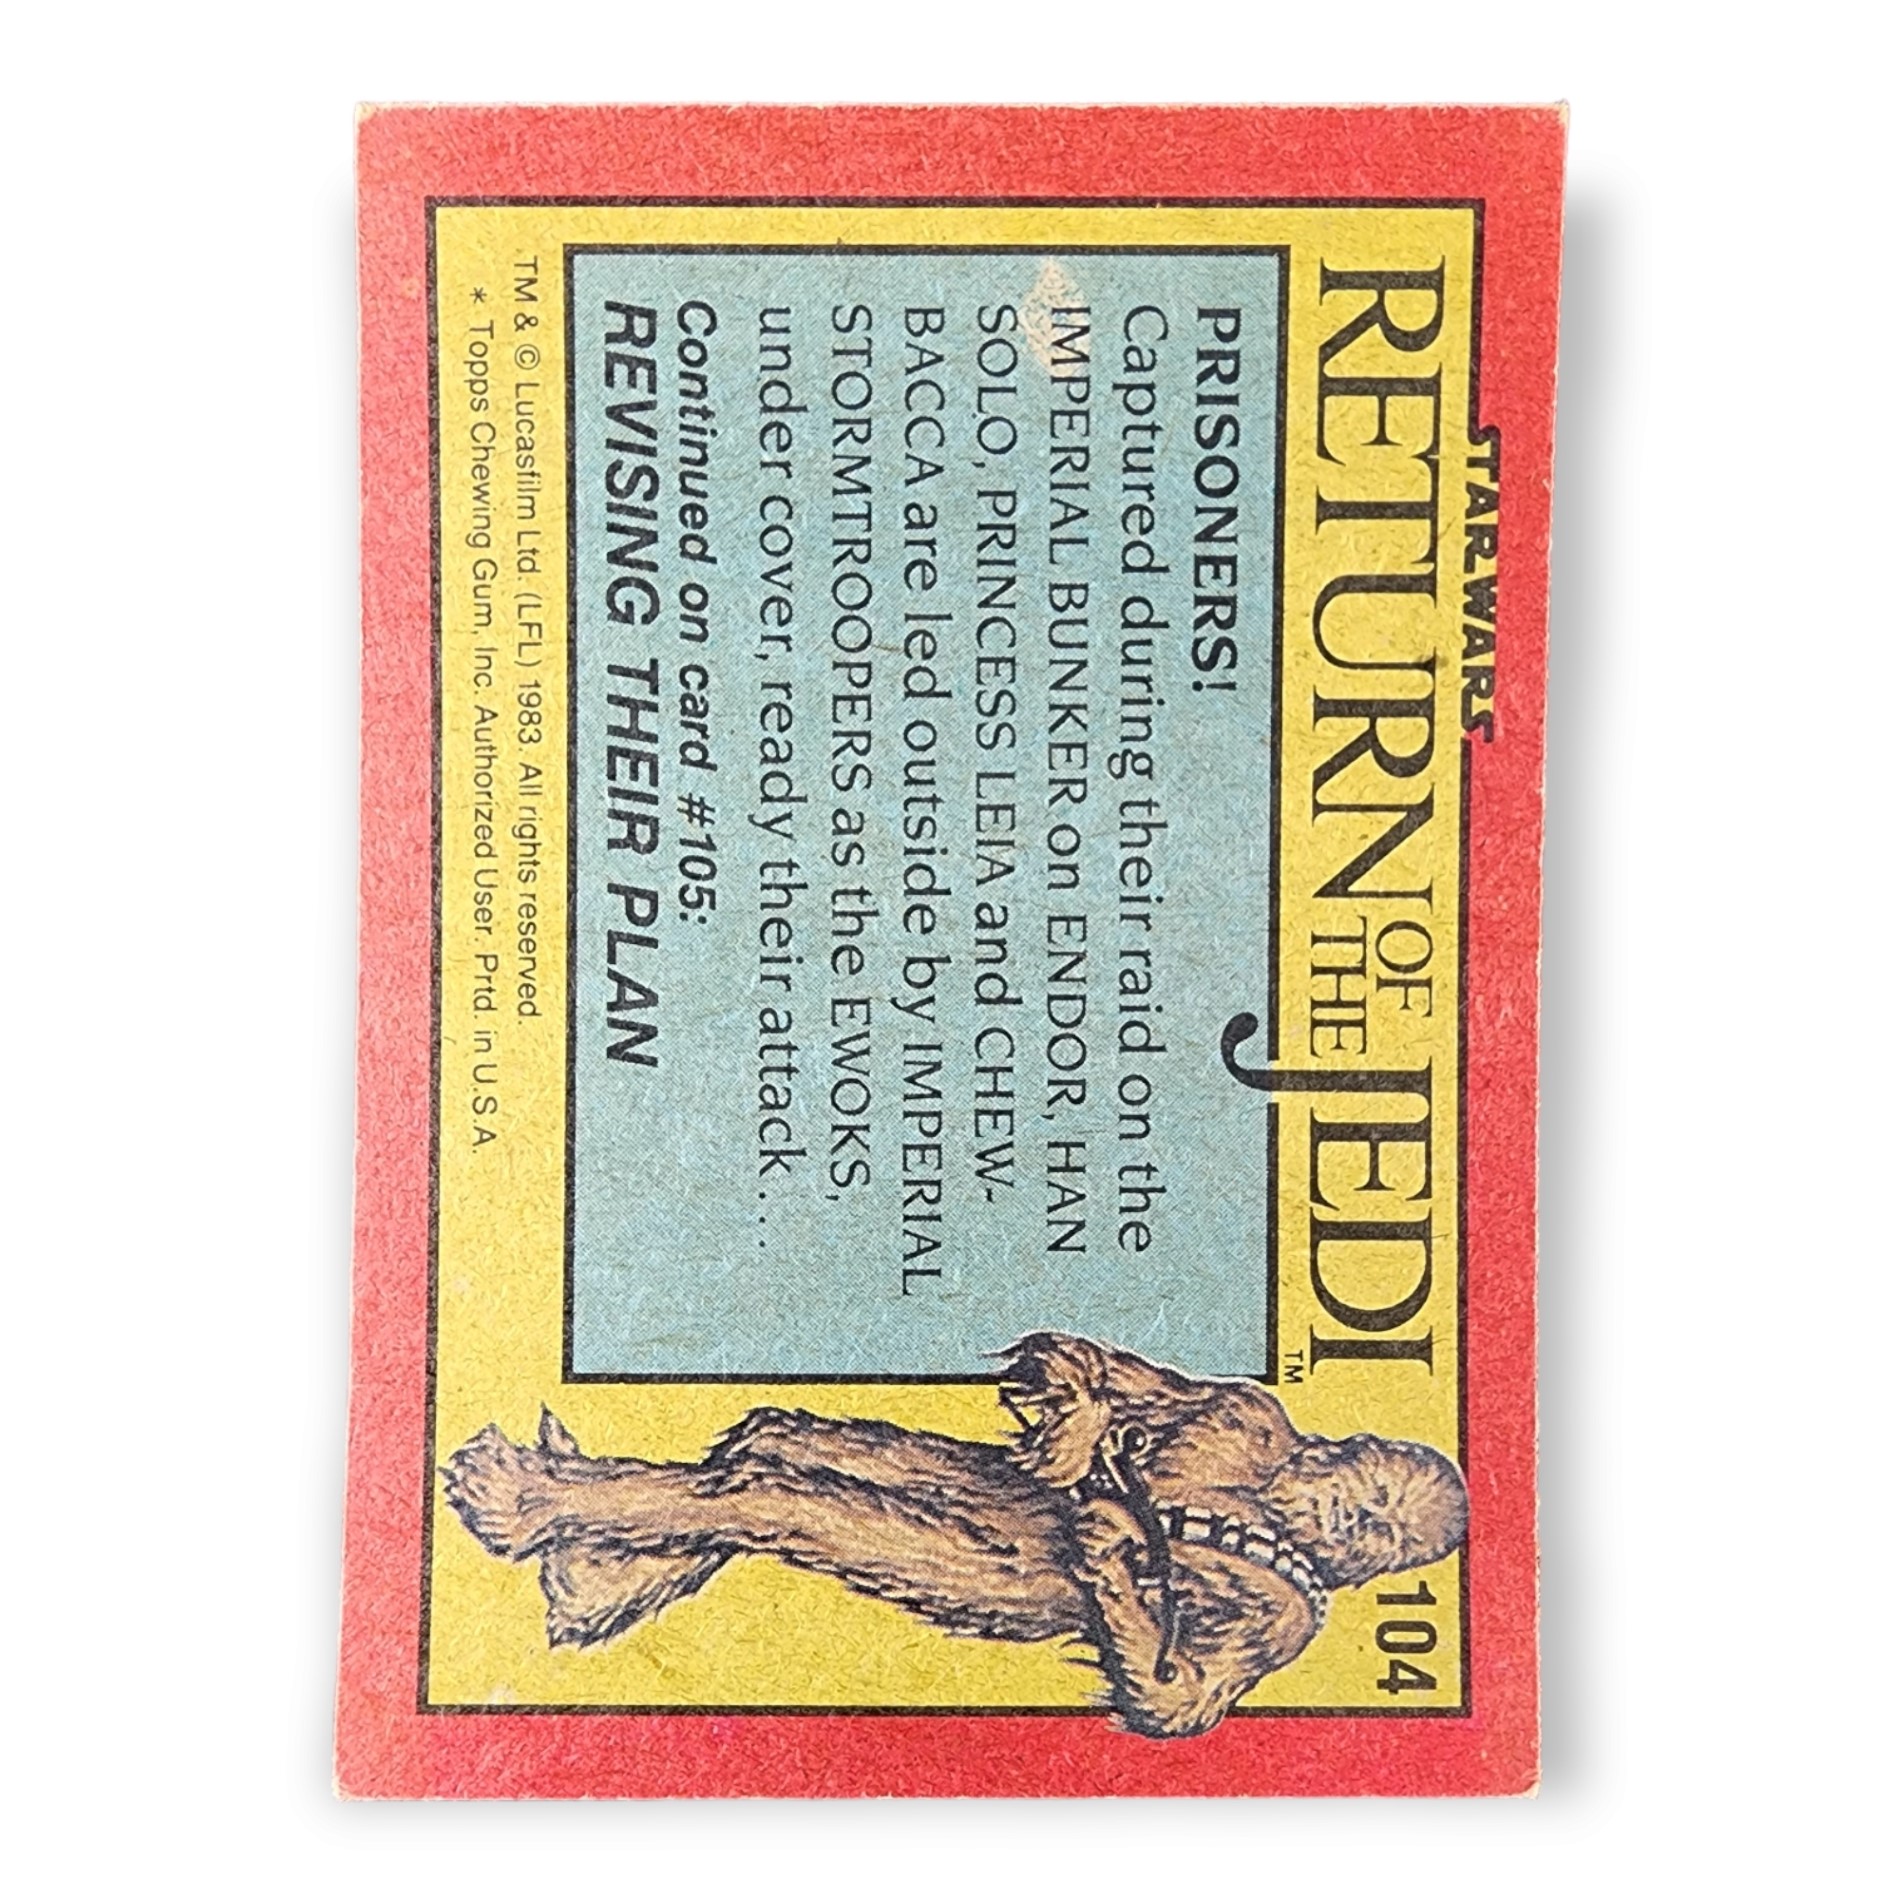 STAR WARS
RETURN OF THE JEDI TM
104
PRISONERS!
Captured during their raid on the
IMPERIAL BUNKER on ENDOR, HAN
SOLO, PRINCESS LEIA and CHEW-
BACCA are led outside by IMPERIAL
STORMTROOPERS as the EWOKS,
under cover, ready their attack . . .
Continued on card #105:
REVISING THEIR PLAN
TM & © Lucasfilm Ltd. (LFL) 1983. All rights reserved.
* Topps Chewing Gum, Inc. Authorized User. Prtd. in U.S.A.